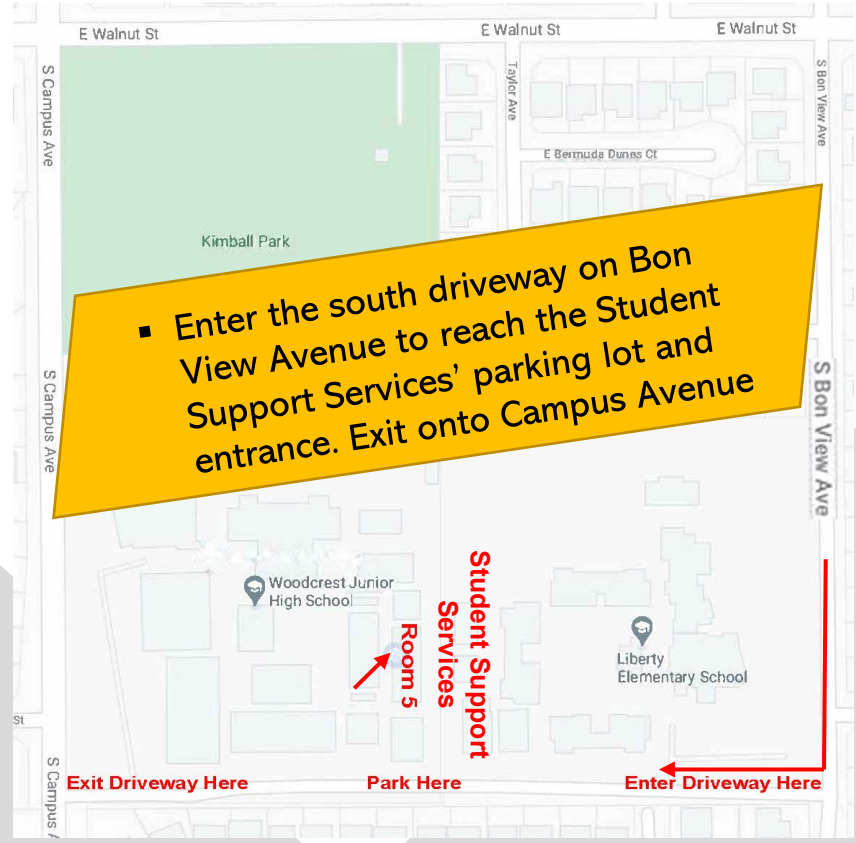 E Walnut St
E Walnut St
E Walnut St
S Campus Ave
Taylor Ave
S Bon View Ave
E Bermuda Dunes Ct
Kimball Park
▪ Enter the south driveway on Bon
View Avenue to reach the Student
Support Services’ parking lot and
entrance. Exit onto Campus Avenue
S Campus Ave
S Bon View Ave
Woodcrest Junior
High School
Room 5
Student Support
Services
Liberty
Elementary School
St
S Campus A
Exit Driveway Here
Park Here
Enter Driveway Here